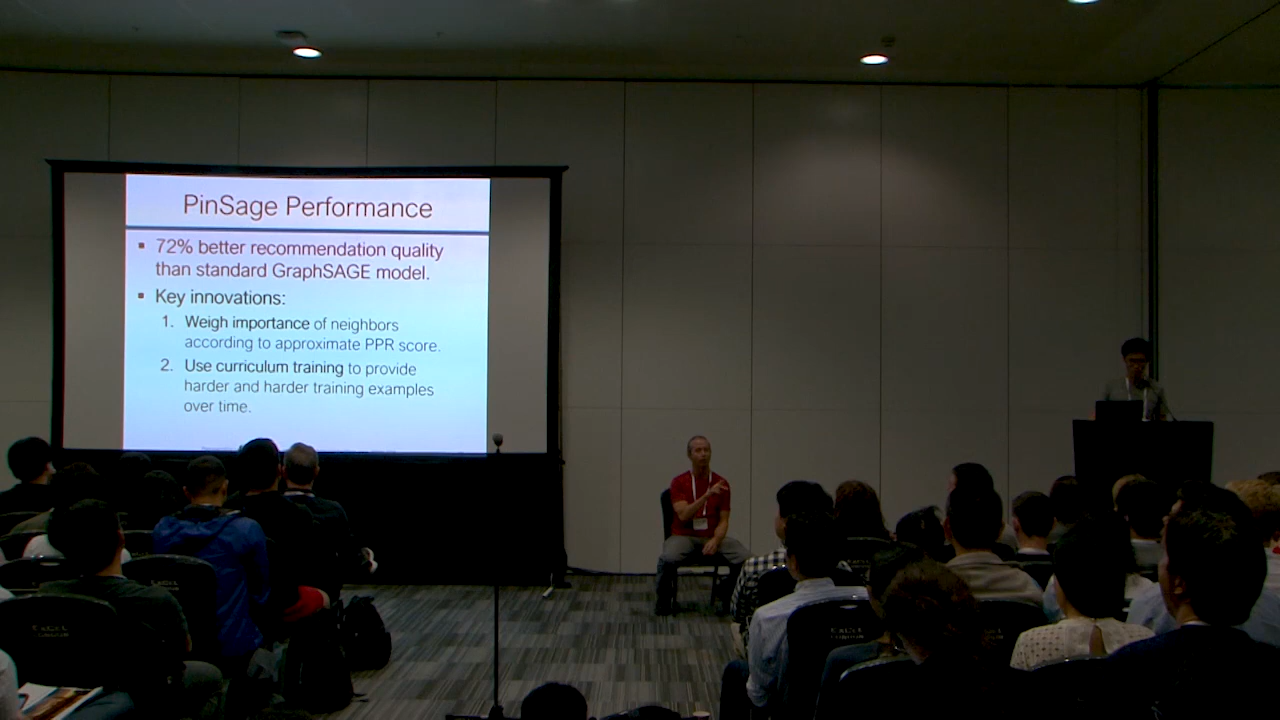 PinSage Performance
▪ 72% better recommendation quality
than standard GraphSAGE model.
▪ Key innovations:
1. Weigh importance of neighbors
according to approximate PPR score.
2. Use curriculum training to provide
harder and harder training examples
over time.